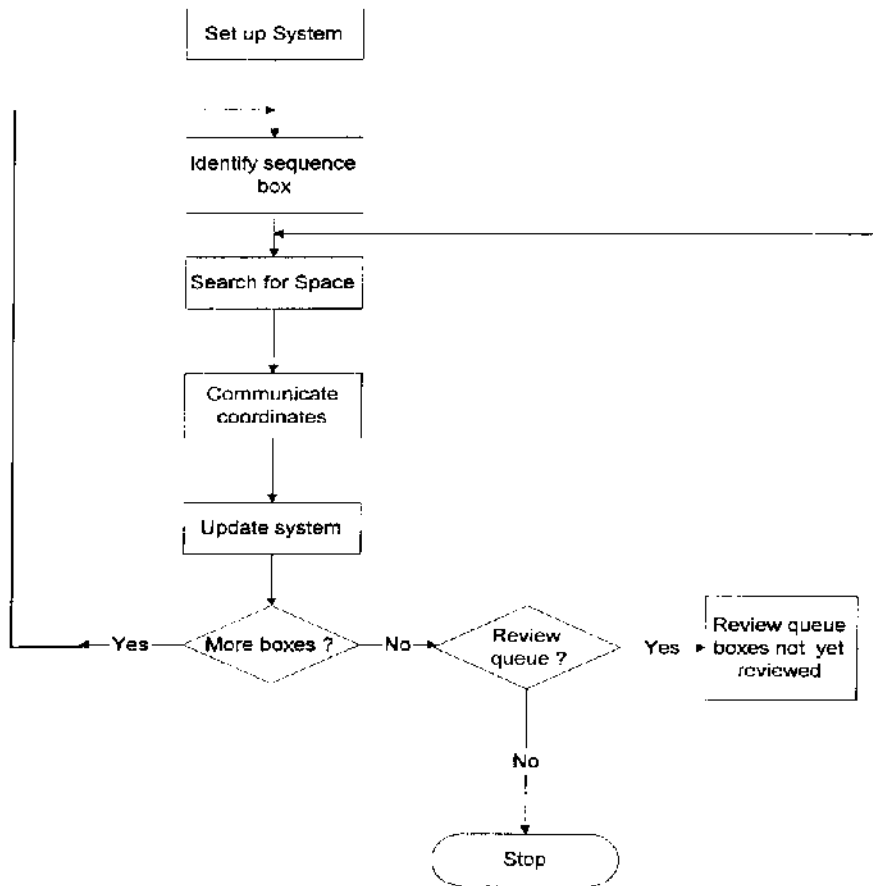 Set up System
Identify sequence
box
Search for Space
Communicate
coordinates
Update system
Yes
More boxes ?
No
Review
queue ?
Yes
Review queue
boxes not yet
reviewed
No
Stop